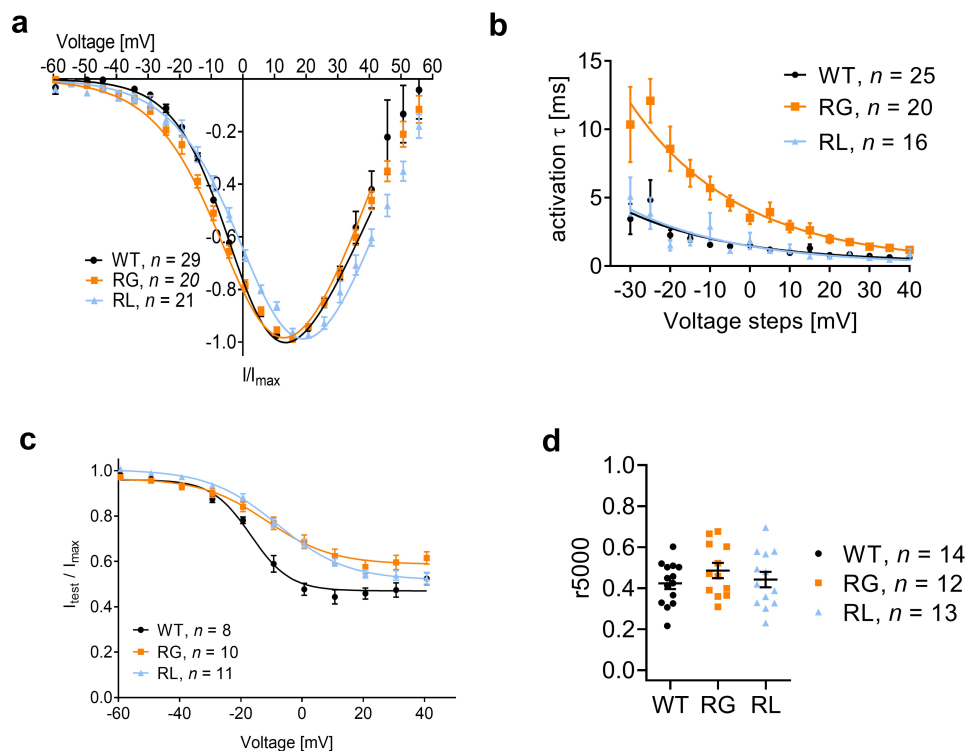 a
Voltage [mV]
-60 -50 -40 -30 -20 -10 0 10 20 30 40 50 60
-0.2
-0.4
-0.6
-0.8
-1.0
I/Imax
WT, n = 29
RG, n = 20
RL, n = 21
b
activation τ [ms]
15
10
5
0
-30 -20 -10 0 10 20 30 40
Voltage steps [mV]
WT, n = 25
RG, n = 20
RL, n = 16
c
Itest / Imax
1.0
0.8
0.6
0.4
0.2
0.0
-60 -40 -20 0 20 40
Voltage [mV]
WT, n = 8
RG, n = 10
RL, n = 11
d
r5000
1.0
0.8
0.6
0.4
0.2
0.0
WT RG RL
WT, n = 14
RG, n = 12
RL, n = 13